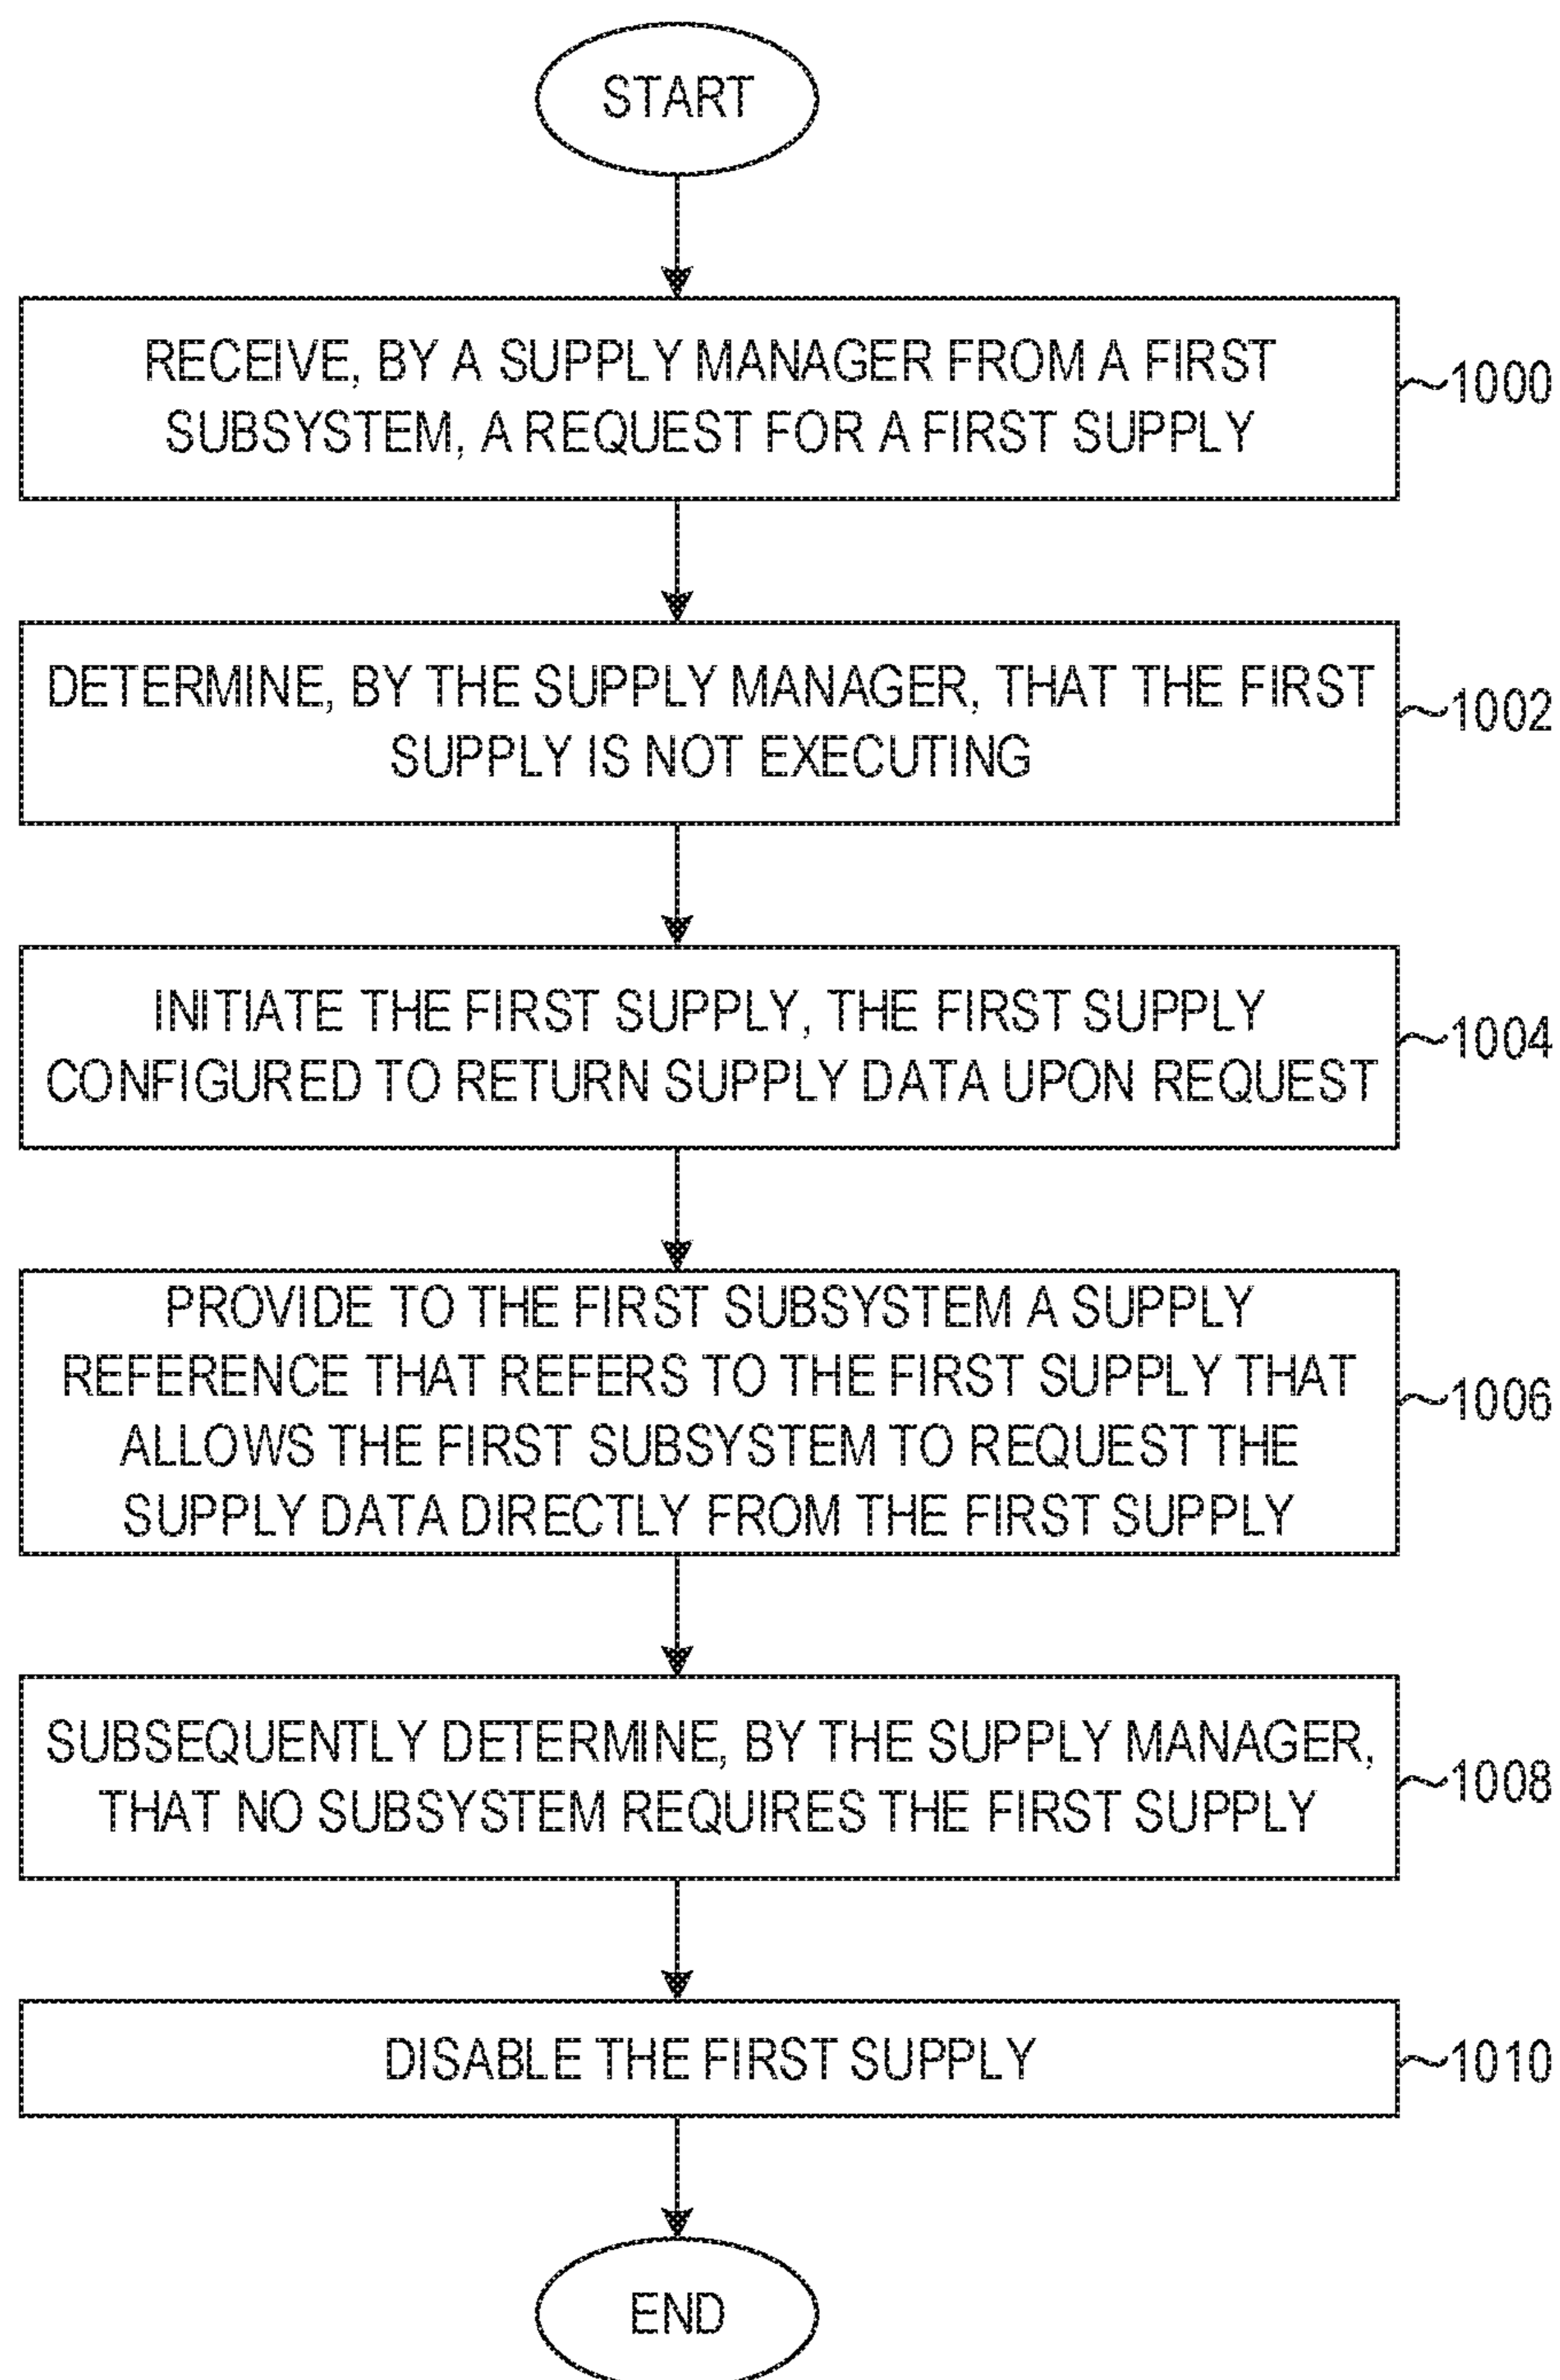 START
RECEIVE, BY A SUPPLY MANAGER FROM A FIRST
SUBSYSTEM, A REQUEST FOR A FIRST SUPPLY
1000
DETERMINE, BY THE SUPPLY MANAGER, THAT THE FIRST
SUPPLY IS NOT EXECUTING
1002
INITIATE THE FIRST SUPPLY, THE FIRST SUPPLY
CONFIGURED TO RETURN SUPPLY DATA UPON REQUEST
1004
PROVIDE TO THE FIRST SUBSYSTEM A SUPPLY
REFERENCE THAT REFERS TO THE FIRST SUPPLY THAT
ALLOWS THE FIRST SUBSYSTEM TO REQUEST THE
SUPPLY DATA DIRECTLY FROM THE FIRST SUPPLY
1006
SUBSEQUENTLY DETERMINE, BY THE SUPPLY MANAGER,
THAT NO SUBSYSTEM REQUIRES THE FIRST SUPPLY
1008
DISABLE THE FIRST SUPPLY
1010
END